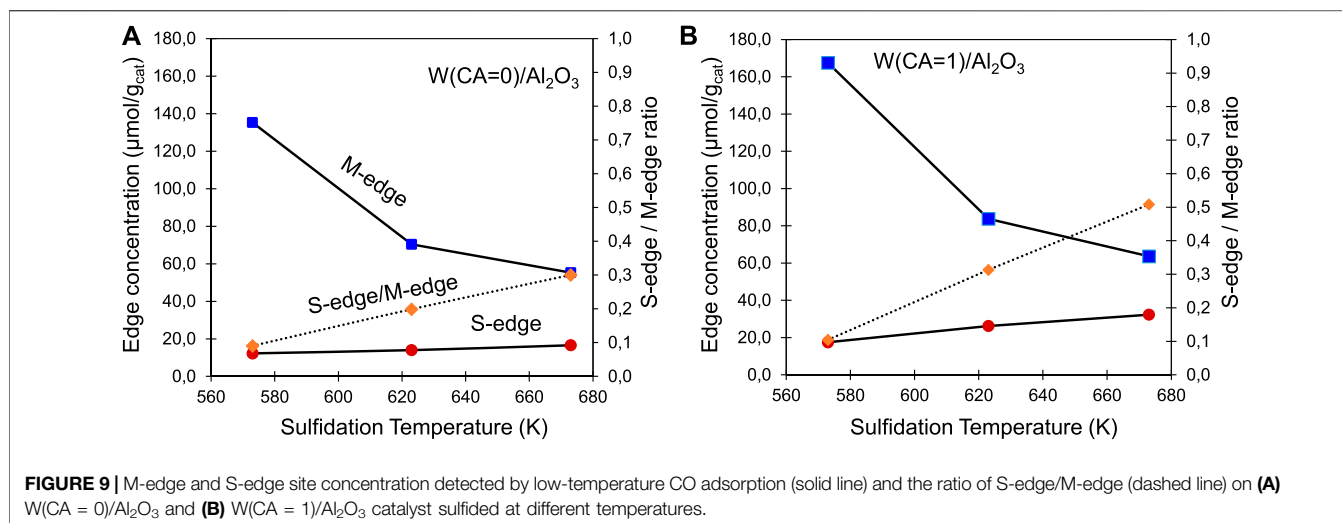 A
180,0
160,0
140,0
120,0
100,0
80,0
60,0
40,0
20,0
0,0
Edge concentration (µmol/gcat)
560 580 600 620 640 660 680
Sulfidation Temperature (K)
1,0
0,9
0,8
0,7
0,6
0,5
0,4
0,3
0,2
0,1
0,0
S-edge / M-edge ratio
W(CA=0)/Al2O3
M-edge
S-edge/M-edge
S-edge
B
180,0
160,0
140,0
120,0
100,0
80,0
60,0
40,0
20,0
0,0
Edge concentration (µmol/gcat)
560 580 600 620 640 660 680
Sulfidation Temperature (K)
1,0
0,9
0,8
0,7
0,6
0,5
0,4
0,3
0,2
0,1
0,0
S-edge / M-edge ratio
W(CA=1)/Al2O3
FIGURE 9 | M-edge and S-edge site concentration detected by low-temperature CO adsorption (solid line) and the ratio of S-edge/M-edge (dashed line) on (A)
W(CA = 0)/Al2O3 and (B) W(CA = 1)/Al2O3 catalyst sulfided at different temperatures.